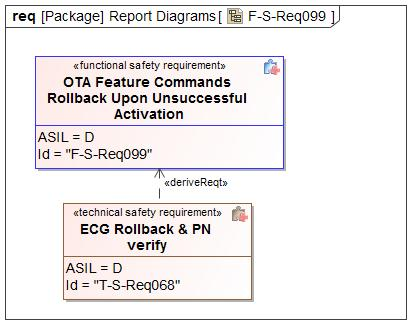 req [Package] Report Diagrams [ F-S-Req099 ]
«functional safety requirement»
OTA Feature Commands
Rollback Upon Unsuccessful
Activation
ASIL = D
Id = "F-S-Req099"
«deriveReqt»
«technical safety requirement»
ECG Rollback & PN
verify
ASIL = D
Id = "T-S-Req068"